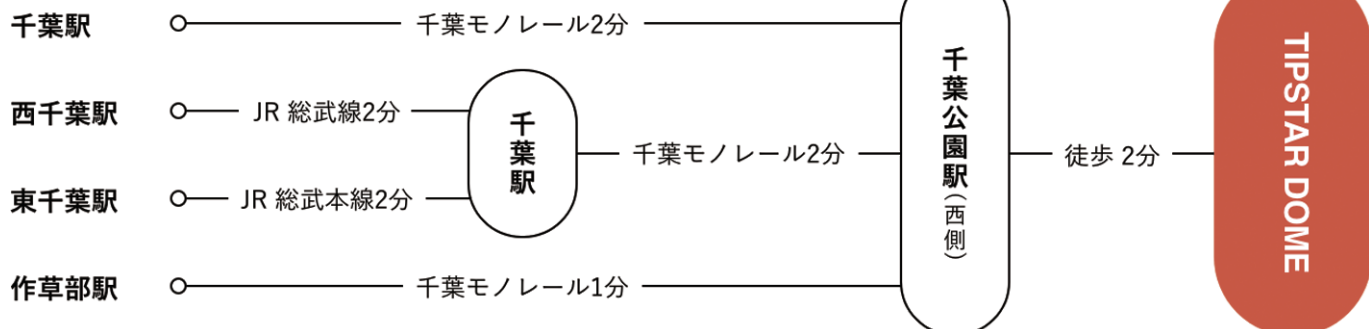 千葉駅
千葉モノレール2分
西千葉駅
JR 総武線2分
東千葉駅
JR 総武本線2分
千葉駅
千葉モノレール2分
作草部駅
千葉モノレール1分
千葉公園駅(西側)
徒歩 2分
TIPSTAR DOME